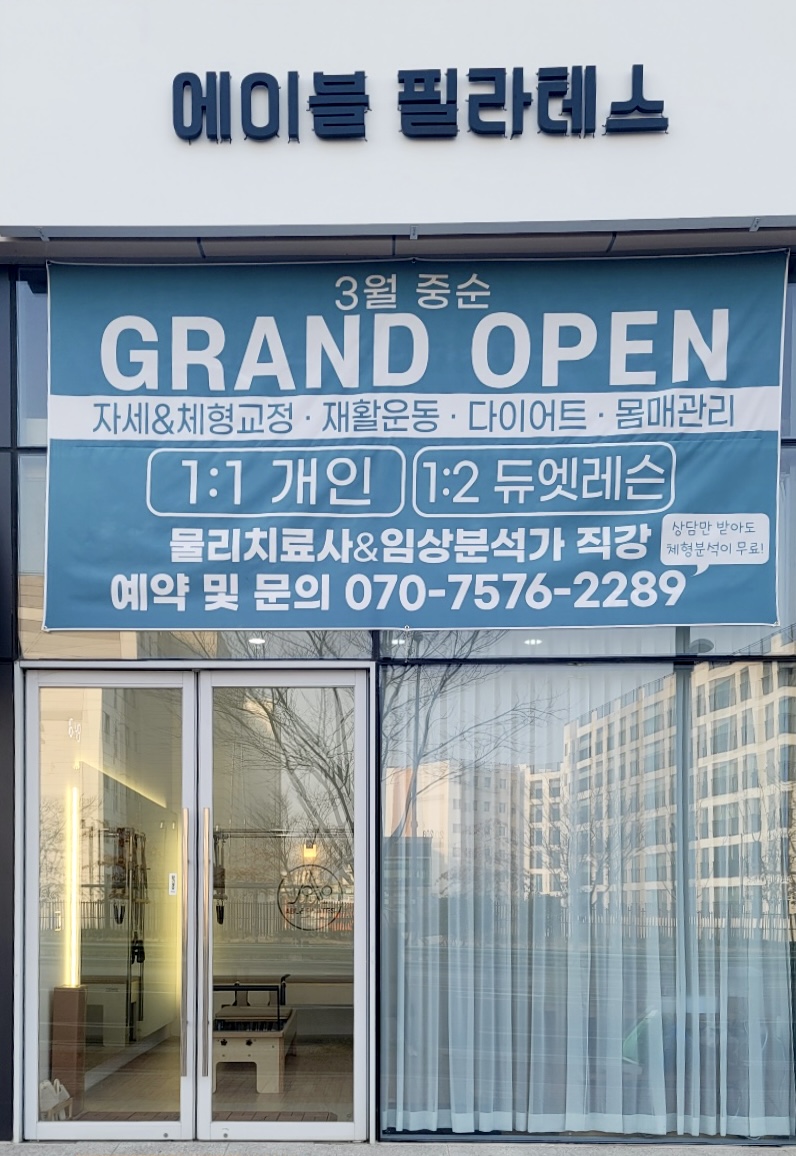 에이블 필라테스
3월 중순
GRAND OPEN
자세&체형교정 · 재활운동 · 다이어트 · 몸매관리
1:1 개인 1:2 듀엣레슨
물리치료사&임상분석가 직강
상담만 받아도
체형분석이 무료!
예약 및 문의 070-7576-2289